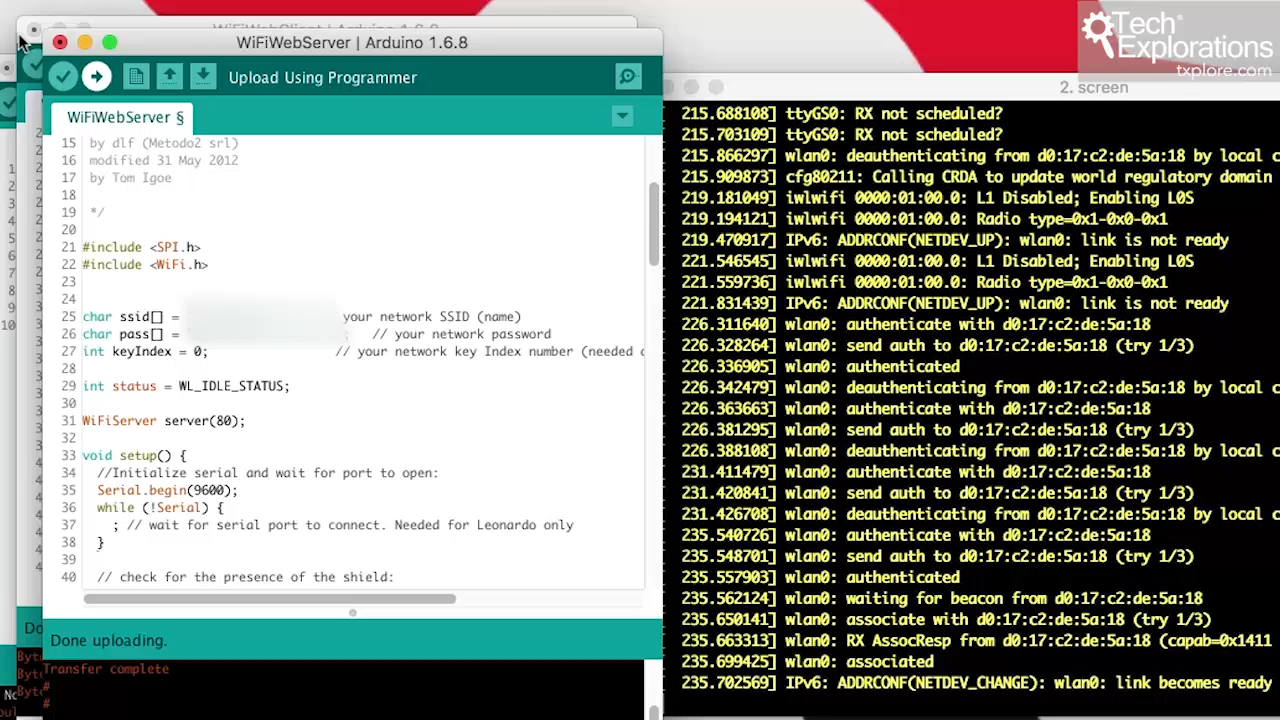 WiFiWebClient | Arduino 1.6.8
WiFiWebServer | Arduino 1.6.8
Upload Using Programmer
WiFiWebServer §
15 by dlf (Metodo2 srl)
16 modified 31 May 2012
17 by Tom Igoe
18
19 */
20
21 #include <SPI.h>
22 #include <WiFi.h>
23
24
25 char ssid[] = your network SSID (name)
26 char pass[] = ; // your network password
27 int keyIndex = 0; // your network key Index number (needed
28
29 int status = WL_IDLE_STATUS;
30
31 WiFiServer server(80);
32
33 void setup() {
34 //Initialize serial and wait for port to open:
35 Serial.begin(9600);
36 while (!Serial) {
37 ; // wait for serial port to connect. Needed for Leonardo only
38 }
39
40 // check for the presence of the shield:
Done uploading.
Transfer complete
#
#
Tech® Explorations
txplore.com
2. screen
215.688108] ttyGS0: RX not scheduled?
215.703109] ttyGS0: RX not scheduled?
215.866297] wlan0: deauthenticating from d0:17:c2:de:5a:18 by local c
215.909873] cfg80211: Calling CRDA to update world regulatory domain
219.181049] iwlwifi 0000:01:00.0: L1 Disabled; Enabling L0S
219.194121] iwlwifi 0000:01:00.0: Radio type=0x1-0x0-0x1
219.470917] IPv6: ADDRCONF(NETDEV_UP): wlan0: link is not ready
221.546545] iwlwifi 0000:01:00.0: L1 Disabled; Enabling L0S
221.559736] iwlwifi 0000:01:00.0: Radio type=0x1-0x0-0x1
221.831439] IPv6: ADDRCONF(NETDEV_UP): wlan0: link is not ready
226.311640] wlan0: authenticate with d0:17:c2:de:5a:18
226.328264] wlan0: send auth to d0:17:c2:de:5a:18 (try 1/3)
226.336905] wlan0: authenticated
226.342479] wlan0: deauthenticating from d0:17:c2:de:5a:18 by local c
226.363663] wlan0: authenticate with d0:17:c2:de:5a:18
226.381295] wlan0: send auth to d0:17:c2:de:5a:18 (try 1/3)
226.388108] wlan0: deauthenticating from d0:17:c2:de:5a:18 by local c
231.411479] wlan0: authenticate with d0:17:c2:de:5a:18
231.420841] wlan0: send auth to d0:17:c2:de:5a:18 (try 1/3)
231.426708] wlan0: deauthenticating from d0:17:c2:de:5a:18 by local c
235.540726] wlan0: authenticate with d0:17:c2:de:5a:18
235.548701] wlan0: send auth to d0:17:c2:de:5a:18 (try 1/3)
235.557903] wlan0: authenticated
235.562124] wlan0: waiting for beacon from d0:17:c2:de:5a:18
235.650141] wlan0: associate with d0:17:c2:de:5a:18 (try 1/3)
235.663313] wlan0: RX AssocResp from d0:17:c2:de:5a:18 (capab=0x1411
235.699425] wlan0: associated
235.702569] IPv6: ADDRCONF(NETDEV_CHANGE): wlan0: link becomes ready